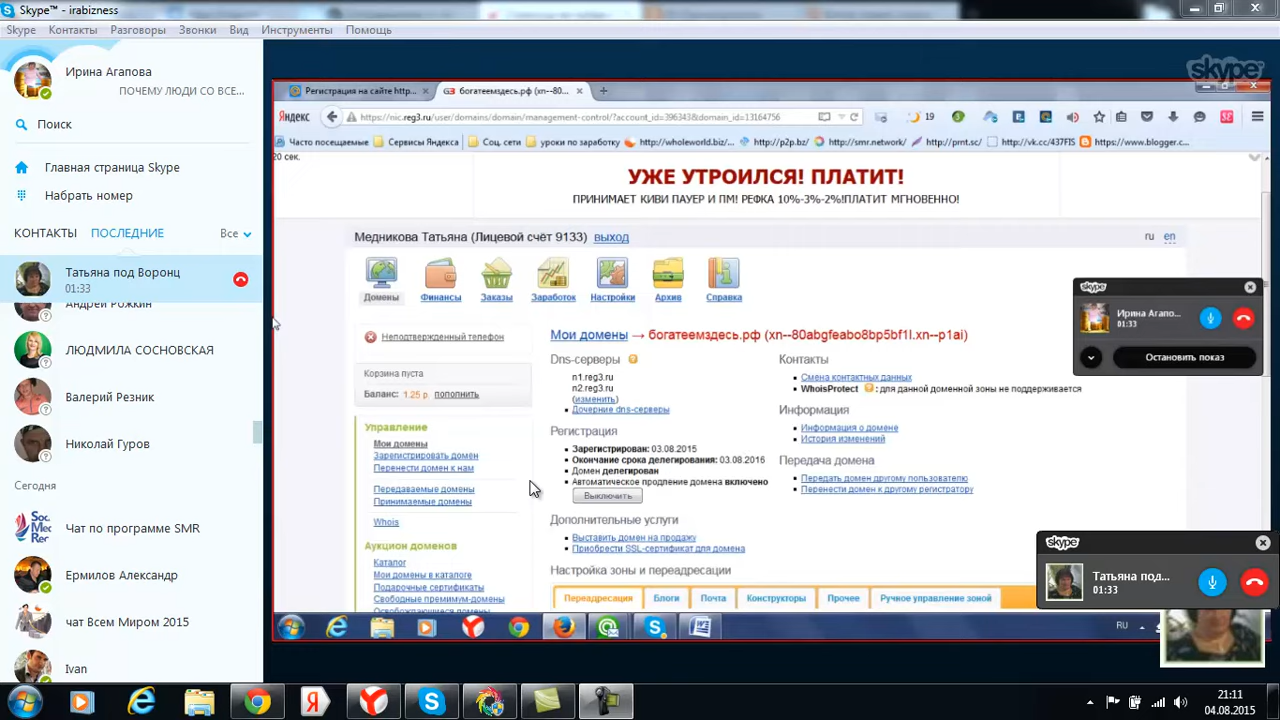 Skype™ - irabizness
Skype Контакты Разговоры Звонки Вид Инструменты Помощь
Ирина Агапова
ПОЧЕМУ ЛЮДИ СО ВСЕ...
Поиск
Главная страница Skype
Набрать номер
КОНТАКТЫ ПОСЛЕДНИЕ Все
Татьяна под Воронц
01:33
Андрей Рожкин
ЛЮДМИЛА СОСНОВСКАЯ
Валерий Резник
Николай Гуров
Сегодня
Soc
Чат по программе SMR
Ермилов Александр
чат Всем Миром 2015
Ivan
skype
Регистрация на сайте http...
G3 богатеемздесь.рф (xn--80...
Яндекс
https://nic.reg3.ru/user/domains/domain/management-control/?account_id=396343&domain_id=13164756
19
Часто посещаемые Сервисы Яндекса Соц. сети уроки по заработку http://wholeworld.biz/... http://p2p.bz/ http://smr.network/ http://prnt.sc/ http://vk.cc/437FIS https://www.blogger.c...
20 сек.
УЖЕ УТРОИЛСЯ! ПЛАТИТ!
ПРИНИМАЕТ КИВИ ПАУЕР И ПМ! РЕФКА 10%-3%-2%!ПЛАТИТ МГНОВЕННО!
Медникова Татьяна (Лицевой счёт 9133) выход
ru en
Домены Финансы Заказы Заработок Настройки Архив Справка
Неподтвержденный телефон
Корзина пуста
Баланс: 1.25 р. пополнить
Управление
Мои домены
Зарегистрировать домен
Перенести домен к нам
Передаваемые домены
Принимаемые домены
Whois
Аукцион доменов
Каталог
Мои домены в каталоге
Подарочные сертификаты
Свободные премиум-домены
Освобождающиеся домены
Мои домены → богатеемздесь.рф (xn--80abgfeabo8bp5bf1l.xn--p1ai)
Dns-серверы
n1.reg3.ru
n2.reg3.ru
(изменить)
Дочерние dns-серверы
Регистрация
Зарегистрирован: 03.08.2015
Окончание срока делегирования: 03.08.2016
Домен делегирован
Автоматическое продление домена включено
Выключить
Дополнительные услуги
Выставить домен на продажу
Приобрести SSL-сертификат для домена
Настройка зоны и переадресации
Переадресация Блоги Почта Конструкторы Прочее Ручное управление зоной
Контакты
Смена контактных данных
WhoisProtect : для данной доменной зоны не поддерживается
Информация
Информация о домене
История изменений
Передача домена
Передать домен другому пользователю
Перенести домен к другому регистратору
skype
Ирина Агапо...
01:33
Остановить показ
skype
Татьяна под...
01:33
RU
21:11
04.08.2015